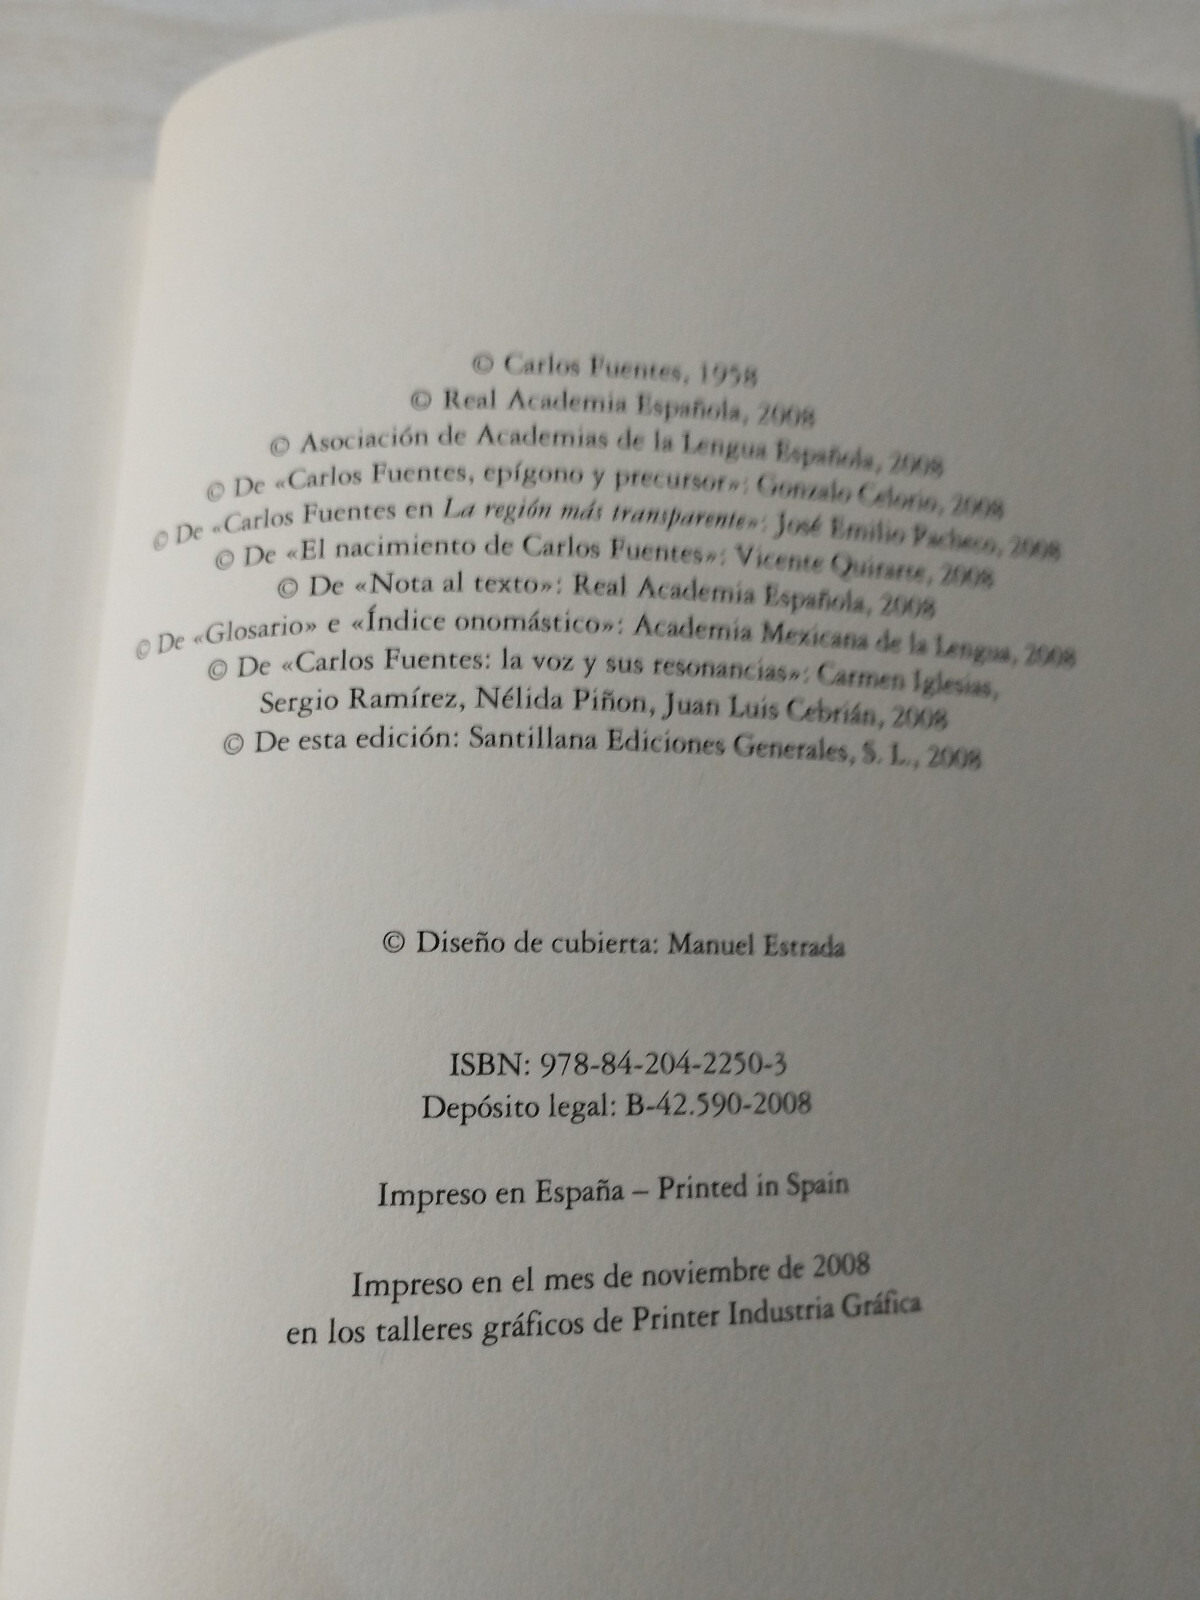 © Carlos Fuentes, 1958
© Real Academia Española, 2008
© Asociación de Academias de la Lengua Española, 2008
© De «Carlos Fuentes, epígono y precursor»: Gonzalo Celorio, 2008
© De «Carlos Fuentes en La región más transparente»: José Emilio Pacheco, 2008
© De «El nacimiento de Carlos Fuentes»: Vicente Quirarte, 2008
© De «Nota al texto»: Real Academia Española, 2008
© De «Glosario» e «Índice onomástico»: Academia Mexicana de la Lengua, 2008
© De «Carlos Fuentes: la voz y sus resonancias»: Carmen Iglesias,
Sergio Ramírez, Nélida Piñon, Juan Luis Cebrián, 2008
© De esta edición: Santillana Ediciones Generales, S. L., 2008
© Diseño de cubierta: Manuel Estrada
ISBN: 978-84-204-2250-3
Depósito legal: B-42.590-2008
Impreso en España – Printed in Spain
Impreso en el mes de noviembre de 2008
en los talleres gráficos de Printer Industria Gráfica